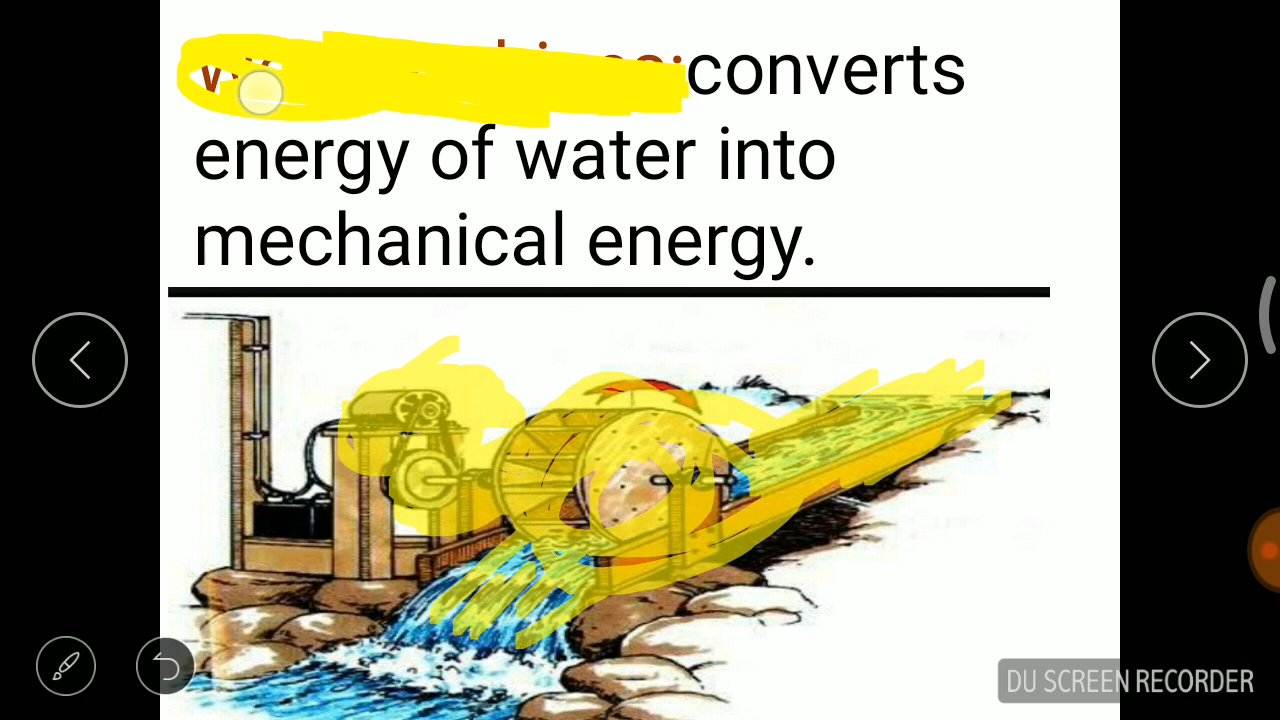 converts
energy of water into
mechanical energy.
DU SCREEN RECORDER